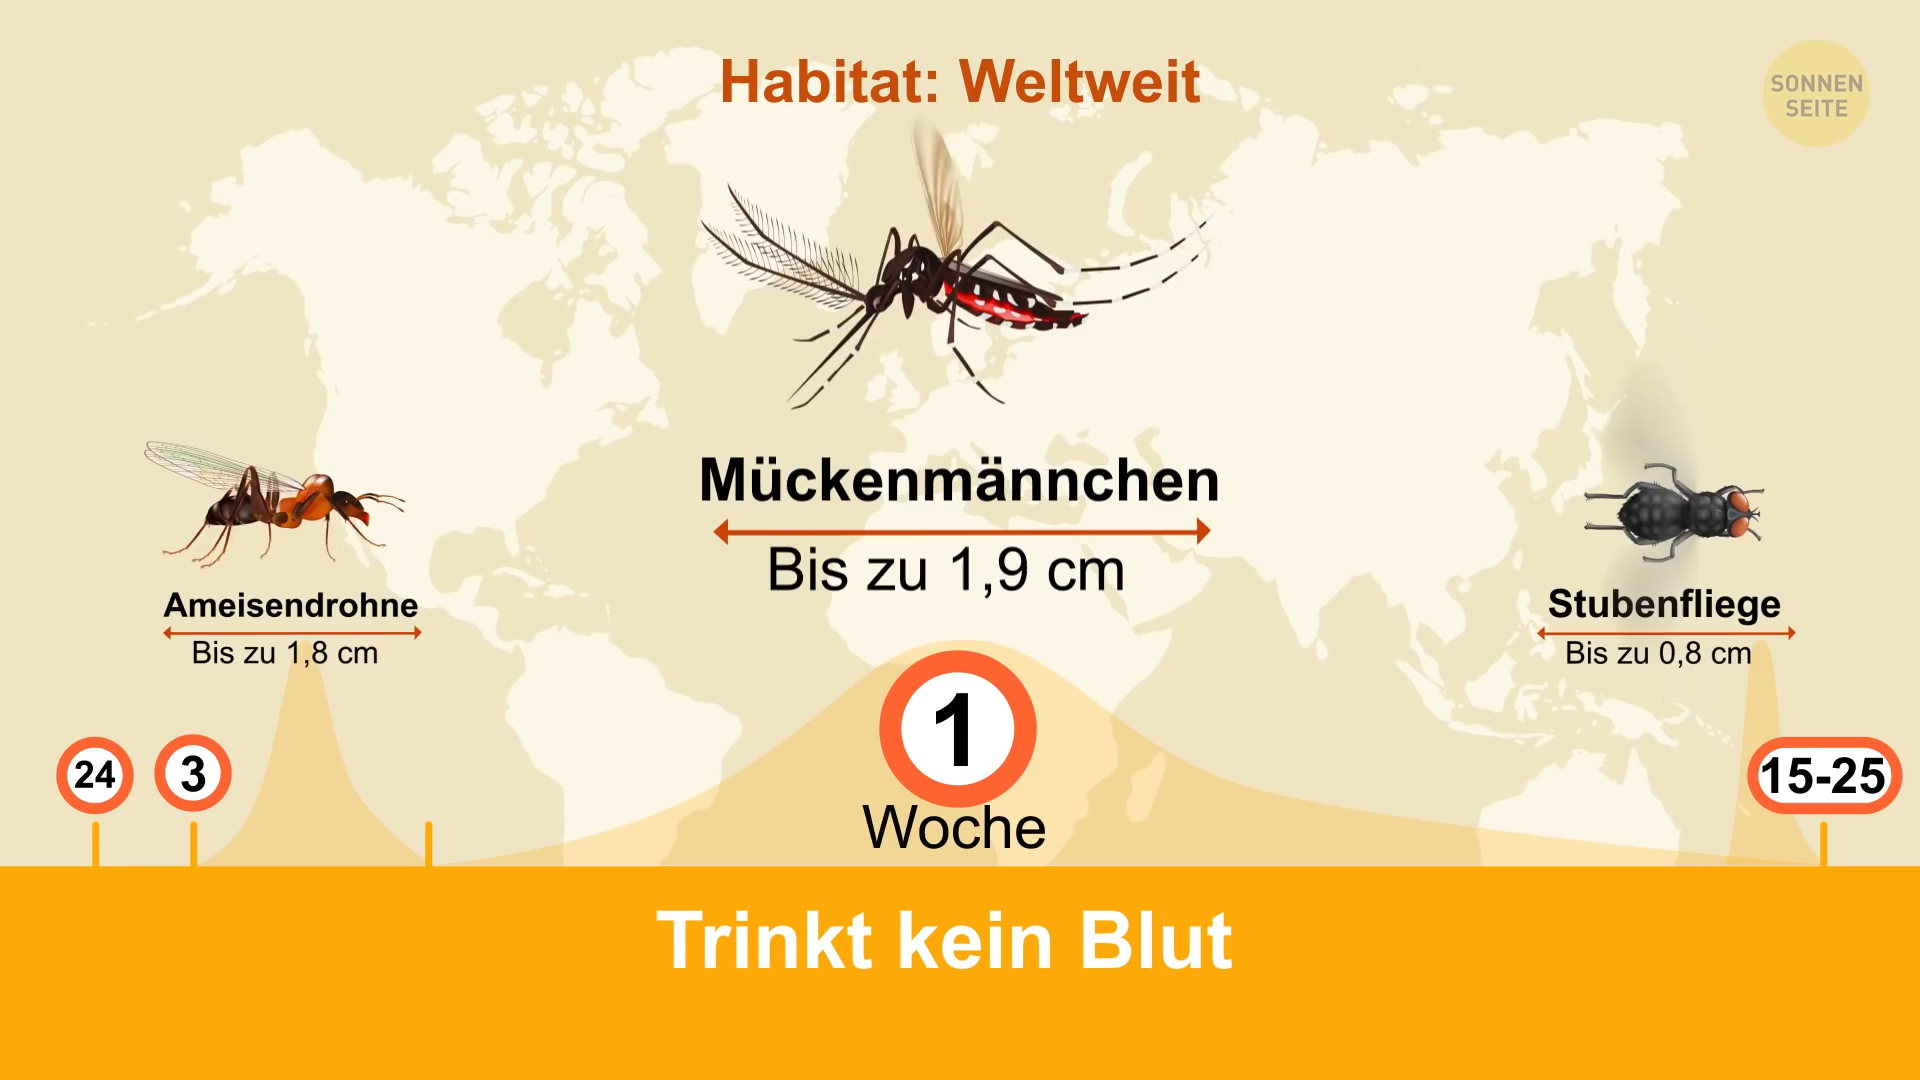 Habitat: Weltweit
SONNEN
SEITE
Mückenmännchen
Bis zu 1,9 cm
Ameisendrohne
Bis zu 1,8 cm
Stubenfliege
Bis zu 0,8 cm
24
3
1
Woche
15-25
Trinkt kein Blut